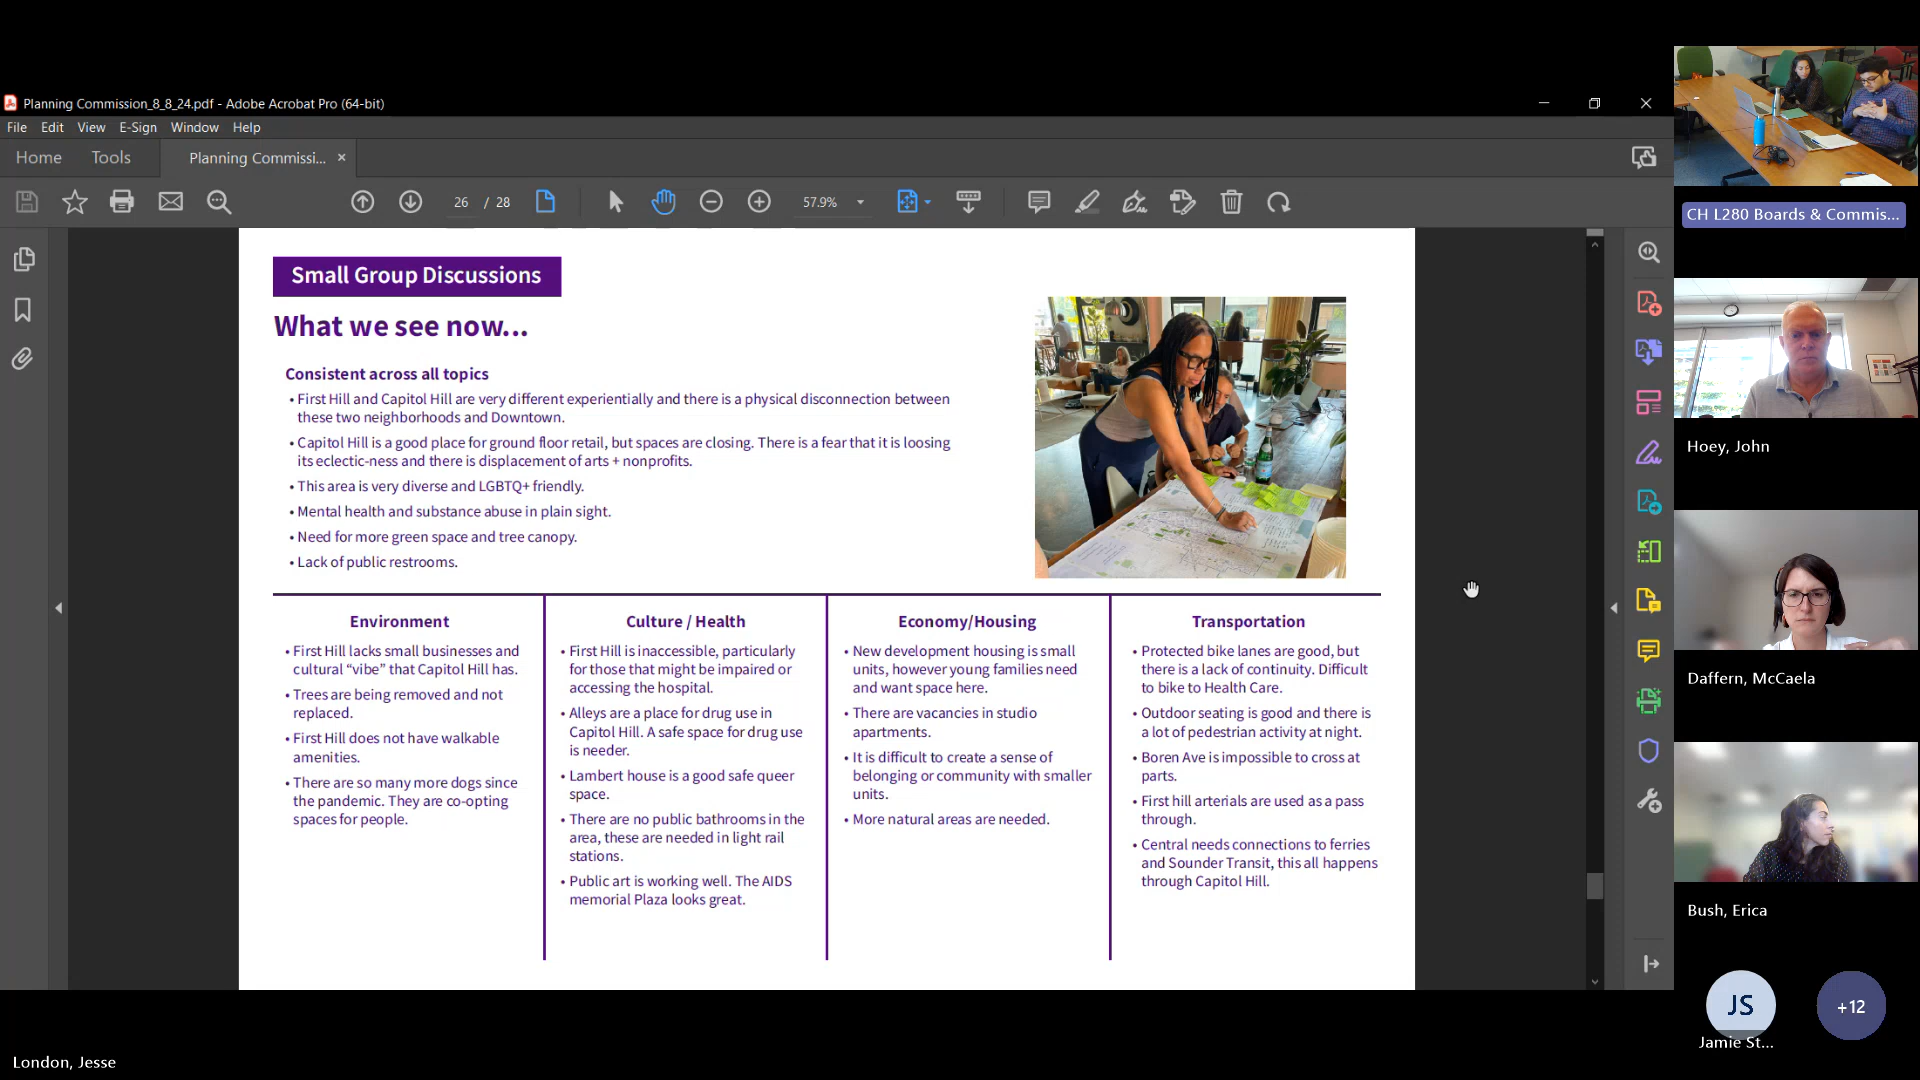 Planning Commission_8_8_24.pdf - Adobe Acrobat Pro (64-bit)
File Edit View E-Sign Window Help
Home Tools Planning Commissi... ×
26 / 28 57.9%
Small Group Discussions
What we see now...
Consistent across all topics
• First Hill and Capitol Hill are very different experientially and there is a physical disconnection between
these two neighborhoods and Downtown.
• Capitol Hill is a good place for ground floor retail, but spaces are closing. There is a fear that it is loosing
its eclectic-ness and there is displacement of arts + nonprofits.
• This area is very diverse and LGBTQ+ friendly.
• Mental health and substance abuse in plain sight.
• Need for more green space and tree canopy.
• Lack of public restrooms.
Environment
• First Hill lacks small businesses and
cultural “vibe” that Capitol Hill has.
• Trees are being removed and not
replaced.
• First Hill does not have walkable
amenities.
• There are so many more dogs since
the pandemic. They are co-opting
spaces for people.
Culture / Health
• First Hill is inaccessible, particularly
for those that might be impaired or
accessing the hospital.
• Alleys are a place for drug use in
Capitol Hill. A safe space for drug use
is needer.
• Lambert house is a good safe queer
space.
• There are no public bathrooms in the
area, these are needed in light rail
stations.
• Public art is working well. The AIDS
memorial Plaza looks great.
Economy/Housing
• New development housing is small
units, however young families need
and want space here.
• There are vacancies in studio
apartments.
• It is difficult to create a sense of
belonging or community with smaller
units.
• More natural areas are needed.
Transportation
• Protected bike lanes are good, but
there is a lack of continuity. Difficult
to bike to Health Care.
• Outdoor seating is good and there is
a lot of pedestrian activity at night.
• Boren Ave is impossible to cross at
parts.
• First hill arterials are used as a pass
through.
• Central needs connections to ferries
and Sounder Transit, this all happens
through Capitol Hill.
CH L280 Boards & Commis...
Hoey, John
Daffern, McCaela
Bush, Erica
JS
+12
Jamie St...
London, Jesse